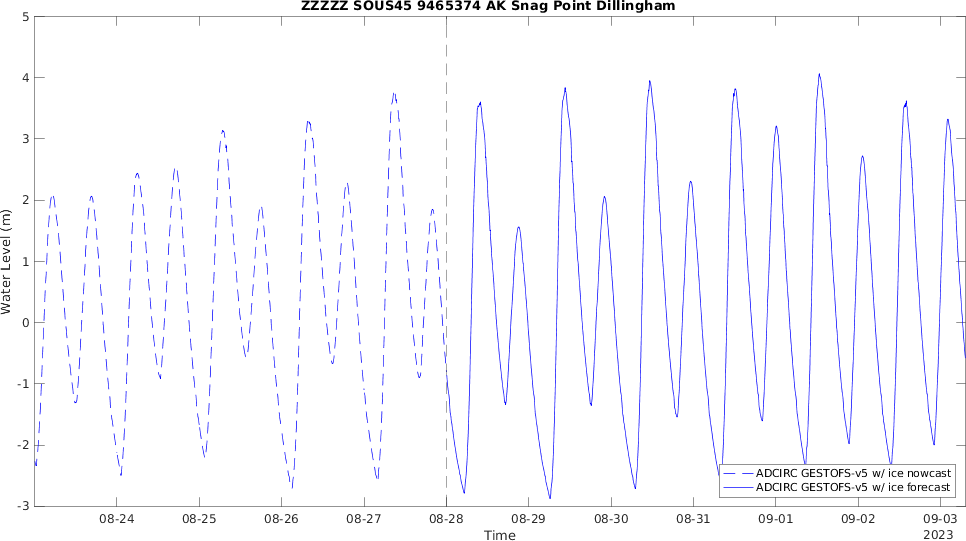 ZZZZZ SOUS45 9465374 AK Snag Point Dillingham
5
4
3
2
1
0
-1
-2
-3
Water Level (m)
08-24 08-25 08-26 08-27 08-28 08-29 08-30 08-31 09-01 09-02 09-03
2023
Time
ADCIRC GESTOFS-v5 w/ ice nowcast
ADCIRC GESTOFS-v5 w/ ice forecast